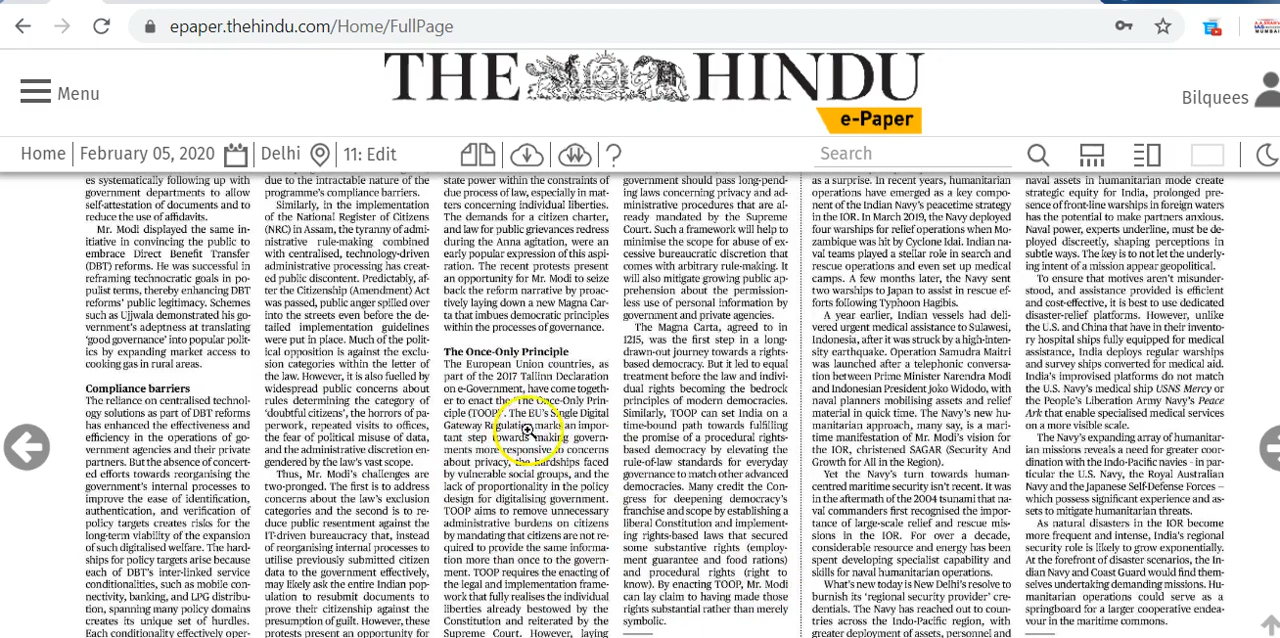 epaper.thehindu.com/Home/FullPage
THE HINDU
e-Paper
Menu
Bilquees
Home | February 05, 2020 Delhi 11: Edit
Search
es systematically following up with
government departments to allow
self-attestation of documents and to
reduce the use of affidavits.
Mr. Modi displayed the same in-
itiative in convincing the public to
embrace Direct Benefit Transfer
(DBT) reforms. He was successful in
reframing technocratic goals in po-
pulist terms, thereby enhancing DBT
reforms' public legitimacy. Schemes
such as Ujjwala demonstrated his go-
vernment's adeptness at translating
'good governance' into popular polit-
ics by expanding market access to
cooking gas in rural areas.
Compliance barriers
The reliance on centralised technol-
ogy solutions as part of DBT reforms
has enhanced the effectiveness and
efficiency in the operations of go-
vernment agencies and their private
partners. But the absence of concert-
ed efforts towards reorganising the
government's internal processes to
improve the ease of identification,
authentication, and verification of
policy targets creates risks for the
long-term viability of the expansion
of such digitalised welfare. The hard-
ships for policy targets arise because
each of DBT's inter-linked service
conditionalities, such as mobile con-
nectivity, banking, and LPG distribu-
tion, spanning many policy domains
creates its unique set of hurdles.
Each conditionality effectively oper-
due to the intractable nature of the
programme's compliance barriers.
Similarly, in the implementation
of the National Register of Citizens
(NRC) in Assam, the tyranny of admi-
nistrative rule-making combined
with centralised, technology-driven
administrative processing has creat-
ed public discontent. Predictably, af-
ter the Citizenship (Amendment) Act
was passed, public anger spilled over
into the streets even before the de-
tailed implementation guidelines
were put in place. Much of the pol-
itical opposition is against the exclu-
sion categories within the letter of
the law. However, it is also fuelled by
widespread public concerns about
rules determining the category of
'doubtful citizens', the horrors of pa-
perwork, repeated visits to offices,
the fear of political misuse of data,
and the administrative discretion en-
gendered by the law's vast scope.
Thus, Mr. Modi's challenges are
two-pronged. The first is to address
concerns about the law's exclusion
categories and the second is to re-
duce public resentment against the
IT-driven bureaucracy that, instead
of reorganising internal processes to
utilise previously submitted citizen
data to the government effectively,
may likely ask the entire Indian pop-
ulation to resubmit documents to
prove their citizenship against the
presumption of guilt. However, these
protests present an opportunity for
state power within the constraints of
due process of law, especially in mat-
ters concerning individual liberties.
The demands for a citizen charter,
and law for public grievances redress
during the Anna agitation, were an
early popular expression of this aspi-
ration. The recent protests present
an opportunity for Mr. Modi to seize
back the reform narrative by proac-
tively laying down a new Magna Car-
ta that imbues democratic principles
within the processes of governance.
The Once-Only Principle
The European Union countries, as
part of the 2017 Tallinn Declaration
on e-Government, have come togeth-
er to enact the Once-Only Prin-
ciple (TOOP). The EU's Single Digital
Gateway Regulation marks an impor-
tant step towards making govern-
ments more responsive to concerns
about privacy, the hardships faced
by vulnerable social groups, and the
lack of proportionality in the policy
design for digitalising government.
TOOP aims to remove unnecessary
administrative burdens on citizens
by mandating that citizens are not re-
quired to provide the same informa-
tion more than once to the govern-
ment. TOOP requires the enacting of
the legal and implementation frame-
work that fully realises the individual
liberties already bestowed by the
Constitution and reiterated by the
Supreme Court. However, laying
government should pass long-pend-
ing laws concerning privacy and ad-
ministrative procedures that are al-
ready mandated by the Supreme
Court. Such a framework will help to
minimise the scope for abuse of ex-
cessive bureaucratic discretion that
comes with arbitrary rule-making. It
will also mitigate growing public ap-
prehension about the permission-
less use of personal information by
government and private agencies.
The Magna Carta, agreed to in
1215, was the first step in a long-
drawn-out journey towards a rights-
based democracy. But it led to equal
treatment before the law and indivi-
dual rights becoming the bedrock
principles of modern democracies.
Similarly, TOOP can set India on a
time-bound path towards fulfilling
the promise of a procedural rights-
based democracy by elevating the
rule-of-law standards for everyday
governance to match other advanced
democracies. Many credit the Con-
gress for deepening democracy's
franchise and scope by establishing a
liberal Constitution and implement-
ing rights-based laws that secured
some substantive rights (employ-
ment guarantee and food rations)
and procedural rights (right to
know). By enacting TOOP, Mr. Modi
can lay claim to having made those
rights substantial rather than merely
symbolic.
as a surprise. In recent years, humanitarian
operations have emerged as a key compo-
nent of the Indian Navy's peacetime strategy
in the IOR. In March 2019, the Navy deployed
four warships for relief operations when Mo-
zambique was hit by Cyclone Idai. Indian na-
val teams played a stellar role in search and
rescue operations and even set up medical
camps. A few months later, the Navy sent
two warships to Japan to assist in rescue ef-
forts following Typhoon Hagibis.
A year earlier, Indian vessels had deli-
vered urgent medical assistance to Sulawesi,
Indonesia, after it was struck by a high-inten-
sity earthquake. Operation Samudra Maitri
was launched after a telephonic conversa-
tion between Prime Minister Narendra Modi
and Indonesian President Joko Widodo, with
naval planners mobilising assets and relief
material in quick time. The Navy's new hu-
manitarian approach, many say, is a mari-
time manifestation of Mr. Modi's vision for
the IOR, christened SAGAR (Security And
Growth for All in the Region).
Yet the Navy's turn towards human-
centred maritime security isn't recent. It was
in the aftermath of the 2004 tsunami that na-
val commanders first recognised the impor-
tance of large-scale relief and rescue mis-
sions in the IOR. For over a decade,
considerable resource and energy has been
spent developing specialist capability and
skills for naval humanitarian operations.
What's new today is New Delhi's resolve to
burnish its 'regional security provider' cre-
dentials. The Navy has reached out to coun-
tries across the Indo-Pacific region, with
greater deployment of assets, personnel and
naval assets in humanitarian mode create
strategic equity for India, prolonged pre-
sence of front-line warships in foreign waters
has the potential to make partners anxious.
Naval power, experts underline, must be de-
ployed discreetly, shaping perceptions in
subtle ways. The key is not let the underly-
ing intent of a mission appear geopolitical.
To ensure that motives aren't misunder-
stood, and assistance provided is efficient
and cost-effective, it is best to use dedicated
disaster-relief platforms. However, unlike
the U.S. and China that have in their invento-
ry hospital ships fully equipped for medical
assistance, India deploys regular warships
and survey ships converted for medical aid.
India's improvised platforms do not match
the U.S. Navy's medical ship USNS Mercy or
the People's Liberation Army Navy's Peace
Ark that enable specialised medical services
on a more visible scale.
The Navy's expanding array of humanitar-
ian missions reveals a need for greater coor-
dination with the Indo-Pacific navies - in par-
ticular the U.S. Navy, the Royal Australian
Navy and the Japanese Self-Defense Forces –
which possess significant experience and as-
sets to mitigate humanitarian threats.
As natural disasters in the IOR become
more frequent and intense, India's regional
security role is likely to grow exponentially.
At the forefront of disaster scenarios, the In-
dian Navy and Coast Guard would find them-
selves undertaking demanding missions. Hu-
manitarian operations could serve as a
springboard for a larger cooperative endea-
vour in the maritime commons.